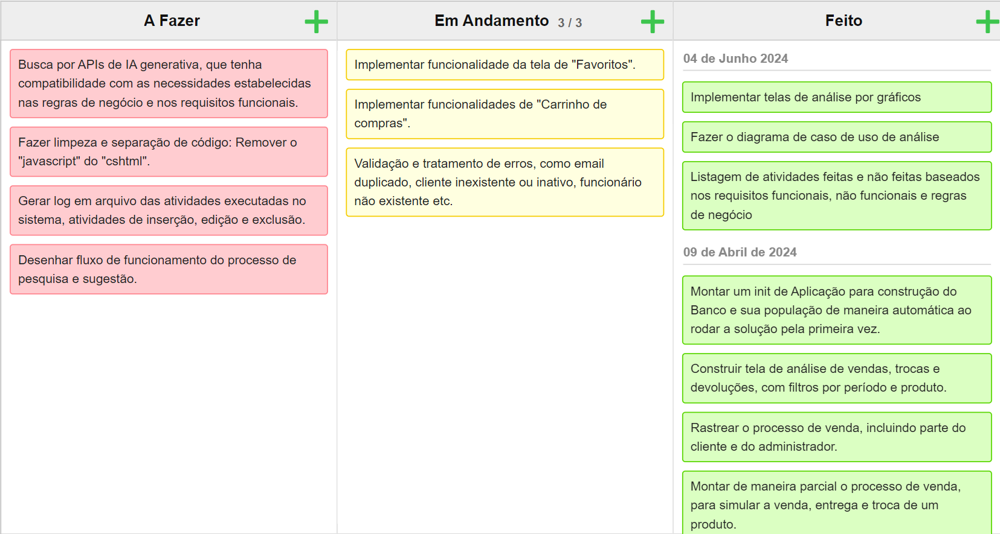 A Fazer
Busca por APIs de IA generativa, que tenha
compatibilidade com as necessidades estabelecidas
nas regras de negócio e nos requisitos funcionais.
Fazer limpeza e separação de código: Remover o
"javascript" do "cshtml".
Gerar log em arquivo das atividades executadas no
sistema, atividades de inserção, edição e exclusão.
Desenhar fluxo de funcionamento do processo de
pesquisa e sugestão.
Em Andamento 3 / 3
Implementar funcionalidade da tela de "Favoritos".
Implementar funcionalidades de "Carrinho de
compras".
Validação e tratamento de erros, como email
duplicado, cliente inexistente ou inativo, funcionário
não existente etc.
Feito
04 de Junho 2024
Implementar telas de análise por gráficos
Fazer o diagrama de caso de uso de análise
Listagem de atividades feitas e não feitas baseados
nos requisitos funcionais, não funcionais e regras
de negócio
09 de Abril de 2024
Montar um init de Aplicação para construção do
Banco e sua população de maneira automática ao
rodar a solução pela primeira vez.
Construir tela de análise de vendas, trocas e
devoluções, com filtros por período e produto.
Rastrear o processo de venda, incluindo parte do
cliente e do administrador.
Montar de maneira parcial o processo de venda,
para simular a venda, entrega e troca de um
produto.